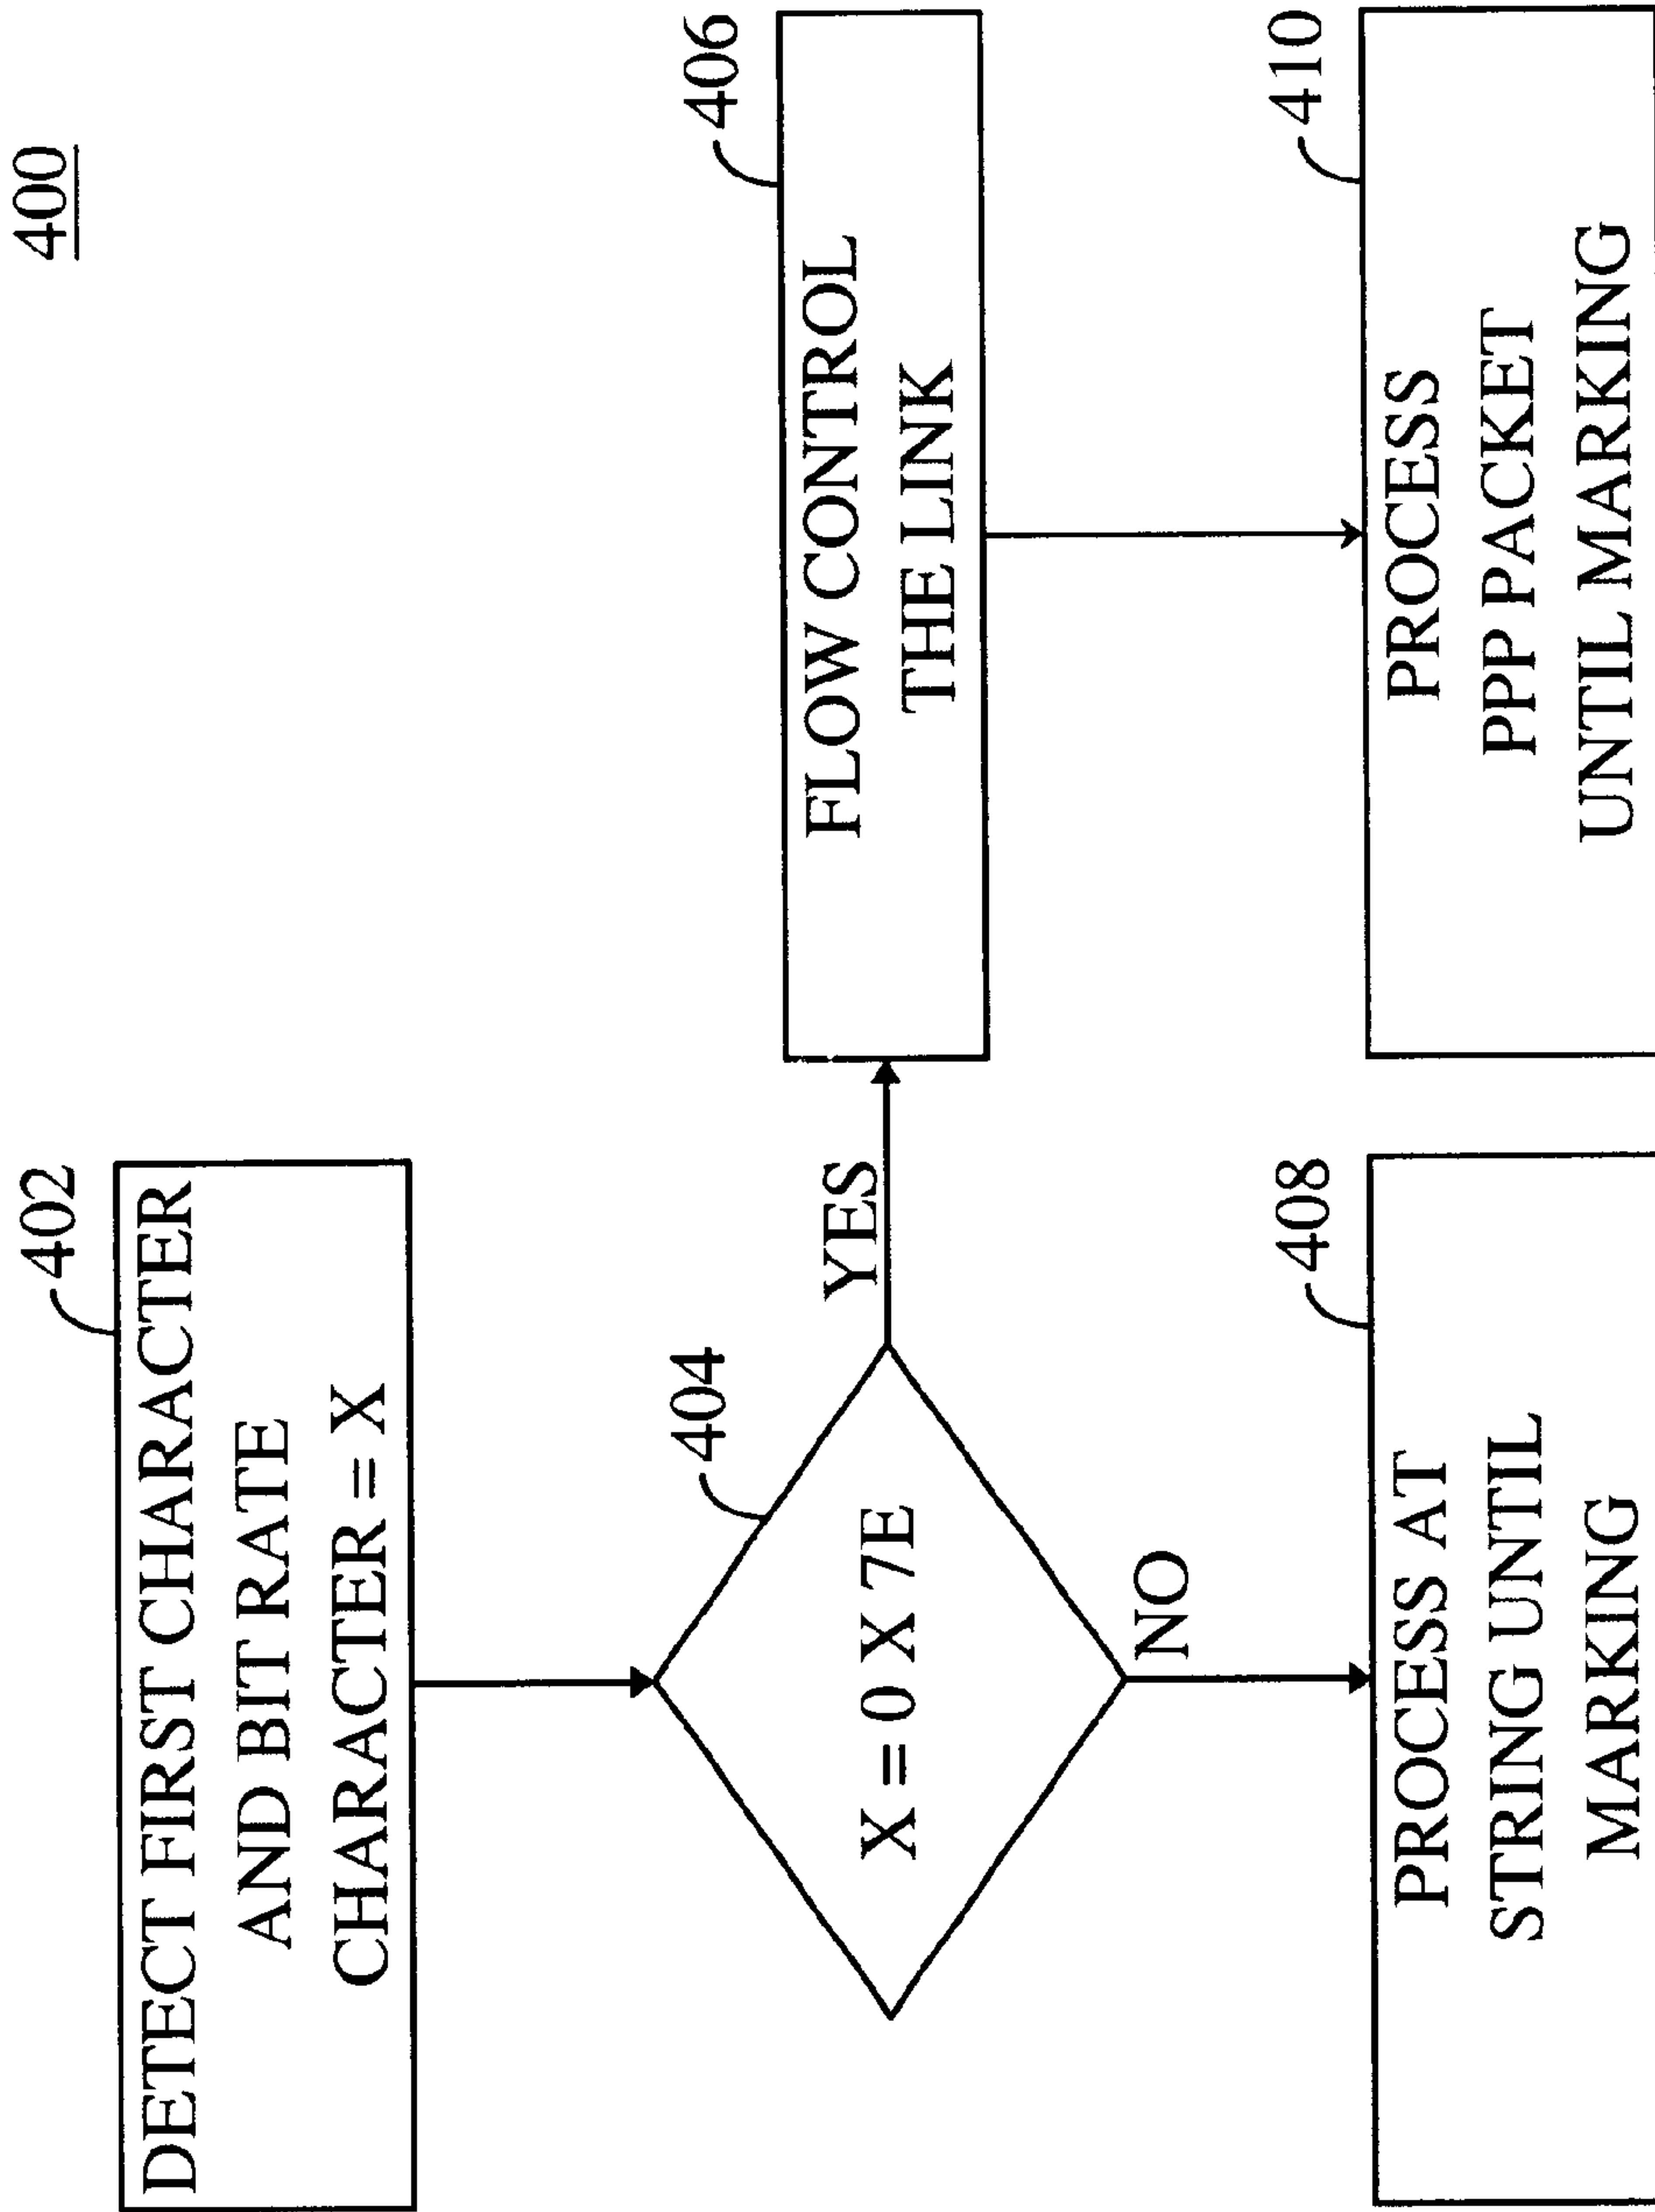 400
402
DETECT FIRST CHARACTER
AND BIT RATE
CHARACTER = X
404
X = 0 X 7E
YES
NO
406
FLOW CONTROL
THE LINK
408
PROCESS AT
STRING UNTIL
MARKING
410
PROCESS
PPP PACKET
UNTIL MARKING